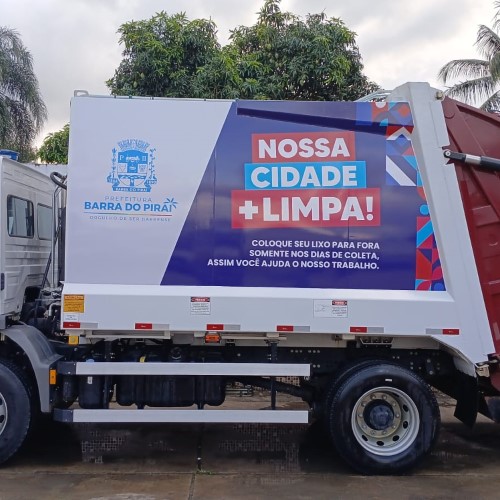 PREFEITURA
BARRA DO PIRAÍ
NOSSA
CIDADE
+LIMPA!
COLOQUE SEU LIXO PARA FORA
SOMENTE NOS DIAS DE COLETA,
ASSIM VOCÊ AJUDA O NOSSO TRABALHO.